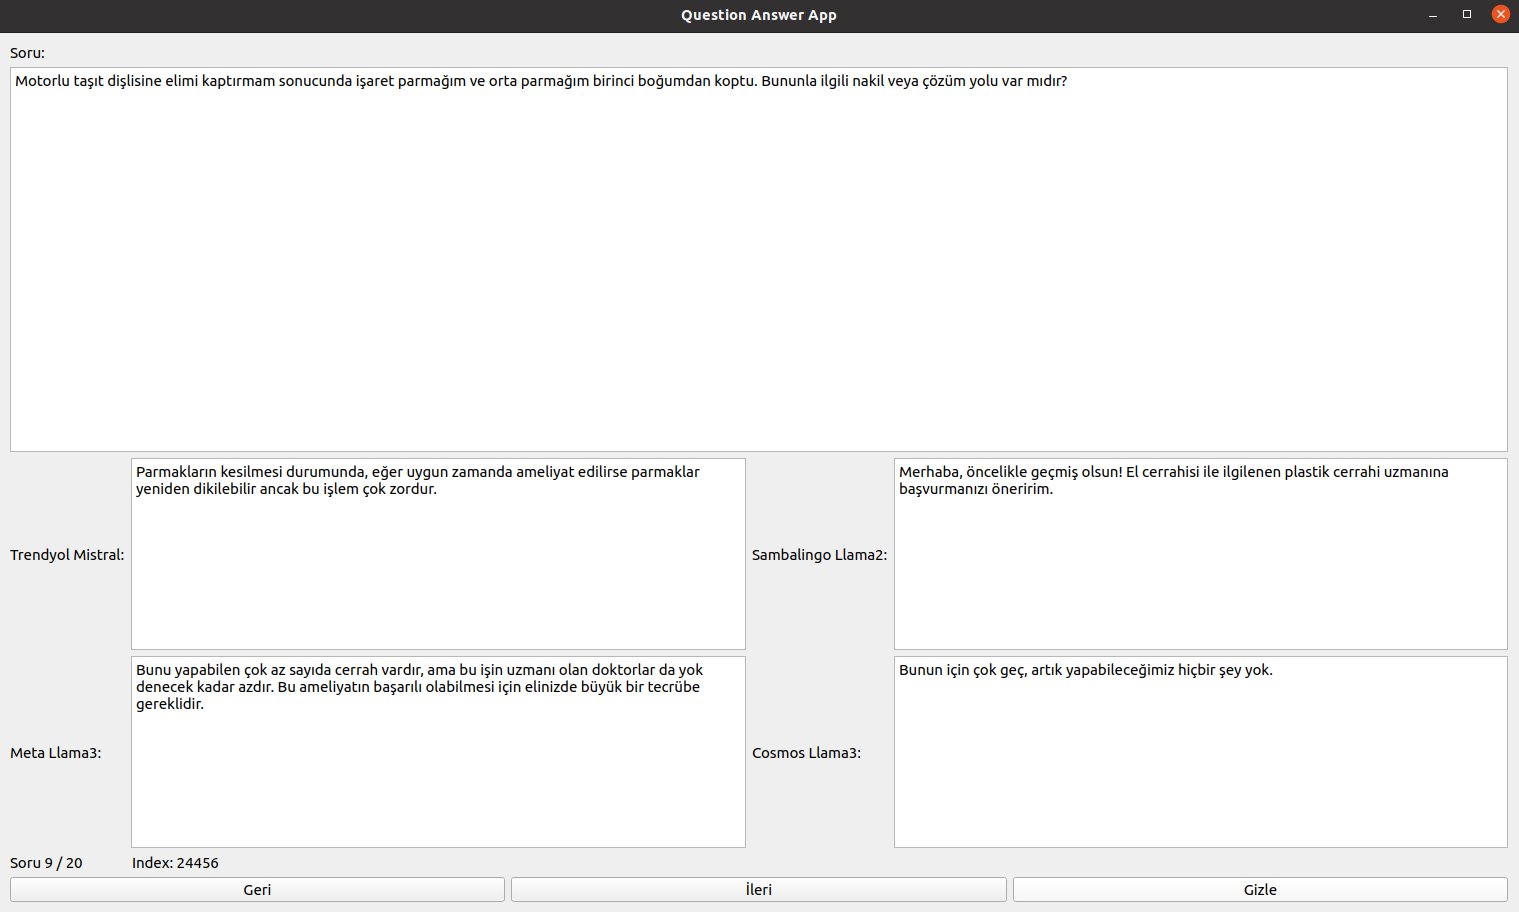 Question Answer App
Soru:
Motorlu taşıt dişlisine elimi kaptırmam sonucunda işaret parmağım ve orta parmağım birinci boğumdan koptu. Bununla ilgili nakil veya çözüm yolu var mıdır?
Trendyol Mistral:
Parmakların kesilmesi durumunda, eğer uygun zamanda ameliyat edilirse parmaklar
yeniden dikilebilir ancak bu işlem çok zordur.
Sambalingo Llama2:
Merhaba, öncelikle geçmiş olsun! El cerrahisi ile ilgilenen plastik cerrahi uzmanına
başvurmanızı öneririm.
Meta Llama3:
Bunu yapabilen çok az sayıda cerrah vardır, ama bu işin uzmanı olan doktorlar da yok
denecek kadar azdır. Bu ameliyatın başarılı olabilmesi için elinizde büyük bir tecrübe
gereklidir.
Cosmos Llama3:
Bunun için çok geç, artık yapabileceğimiz hiçbir şey yok.
Soru 9 / 20
Index: 24456
Geri
İleri
Gizle